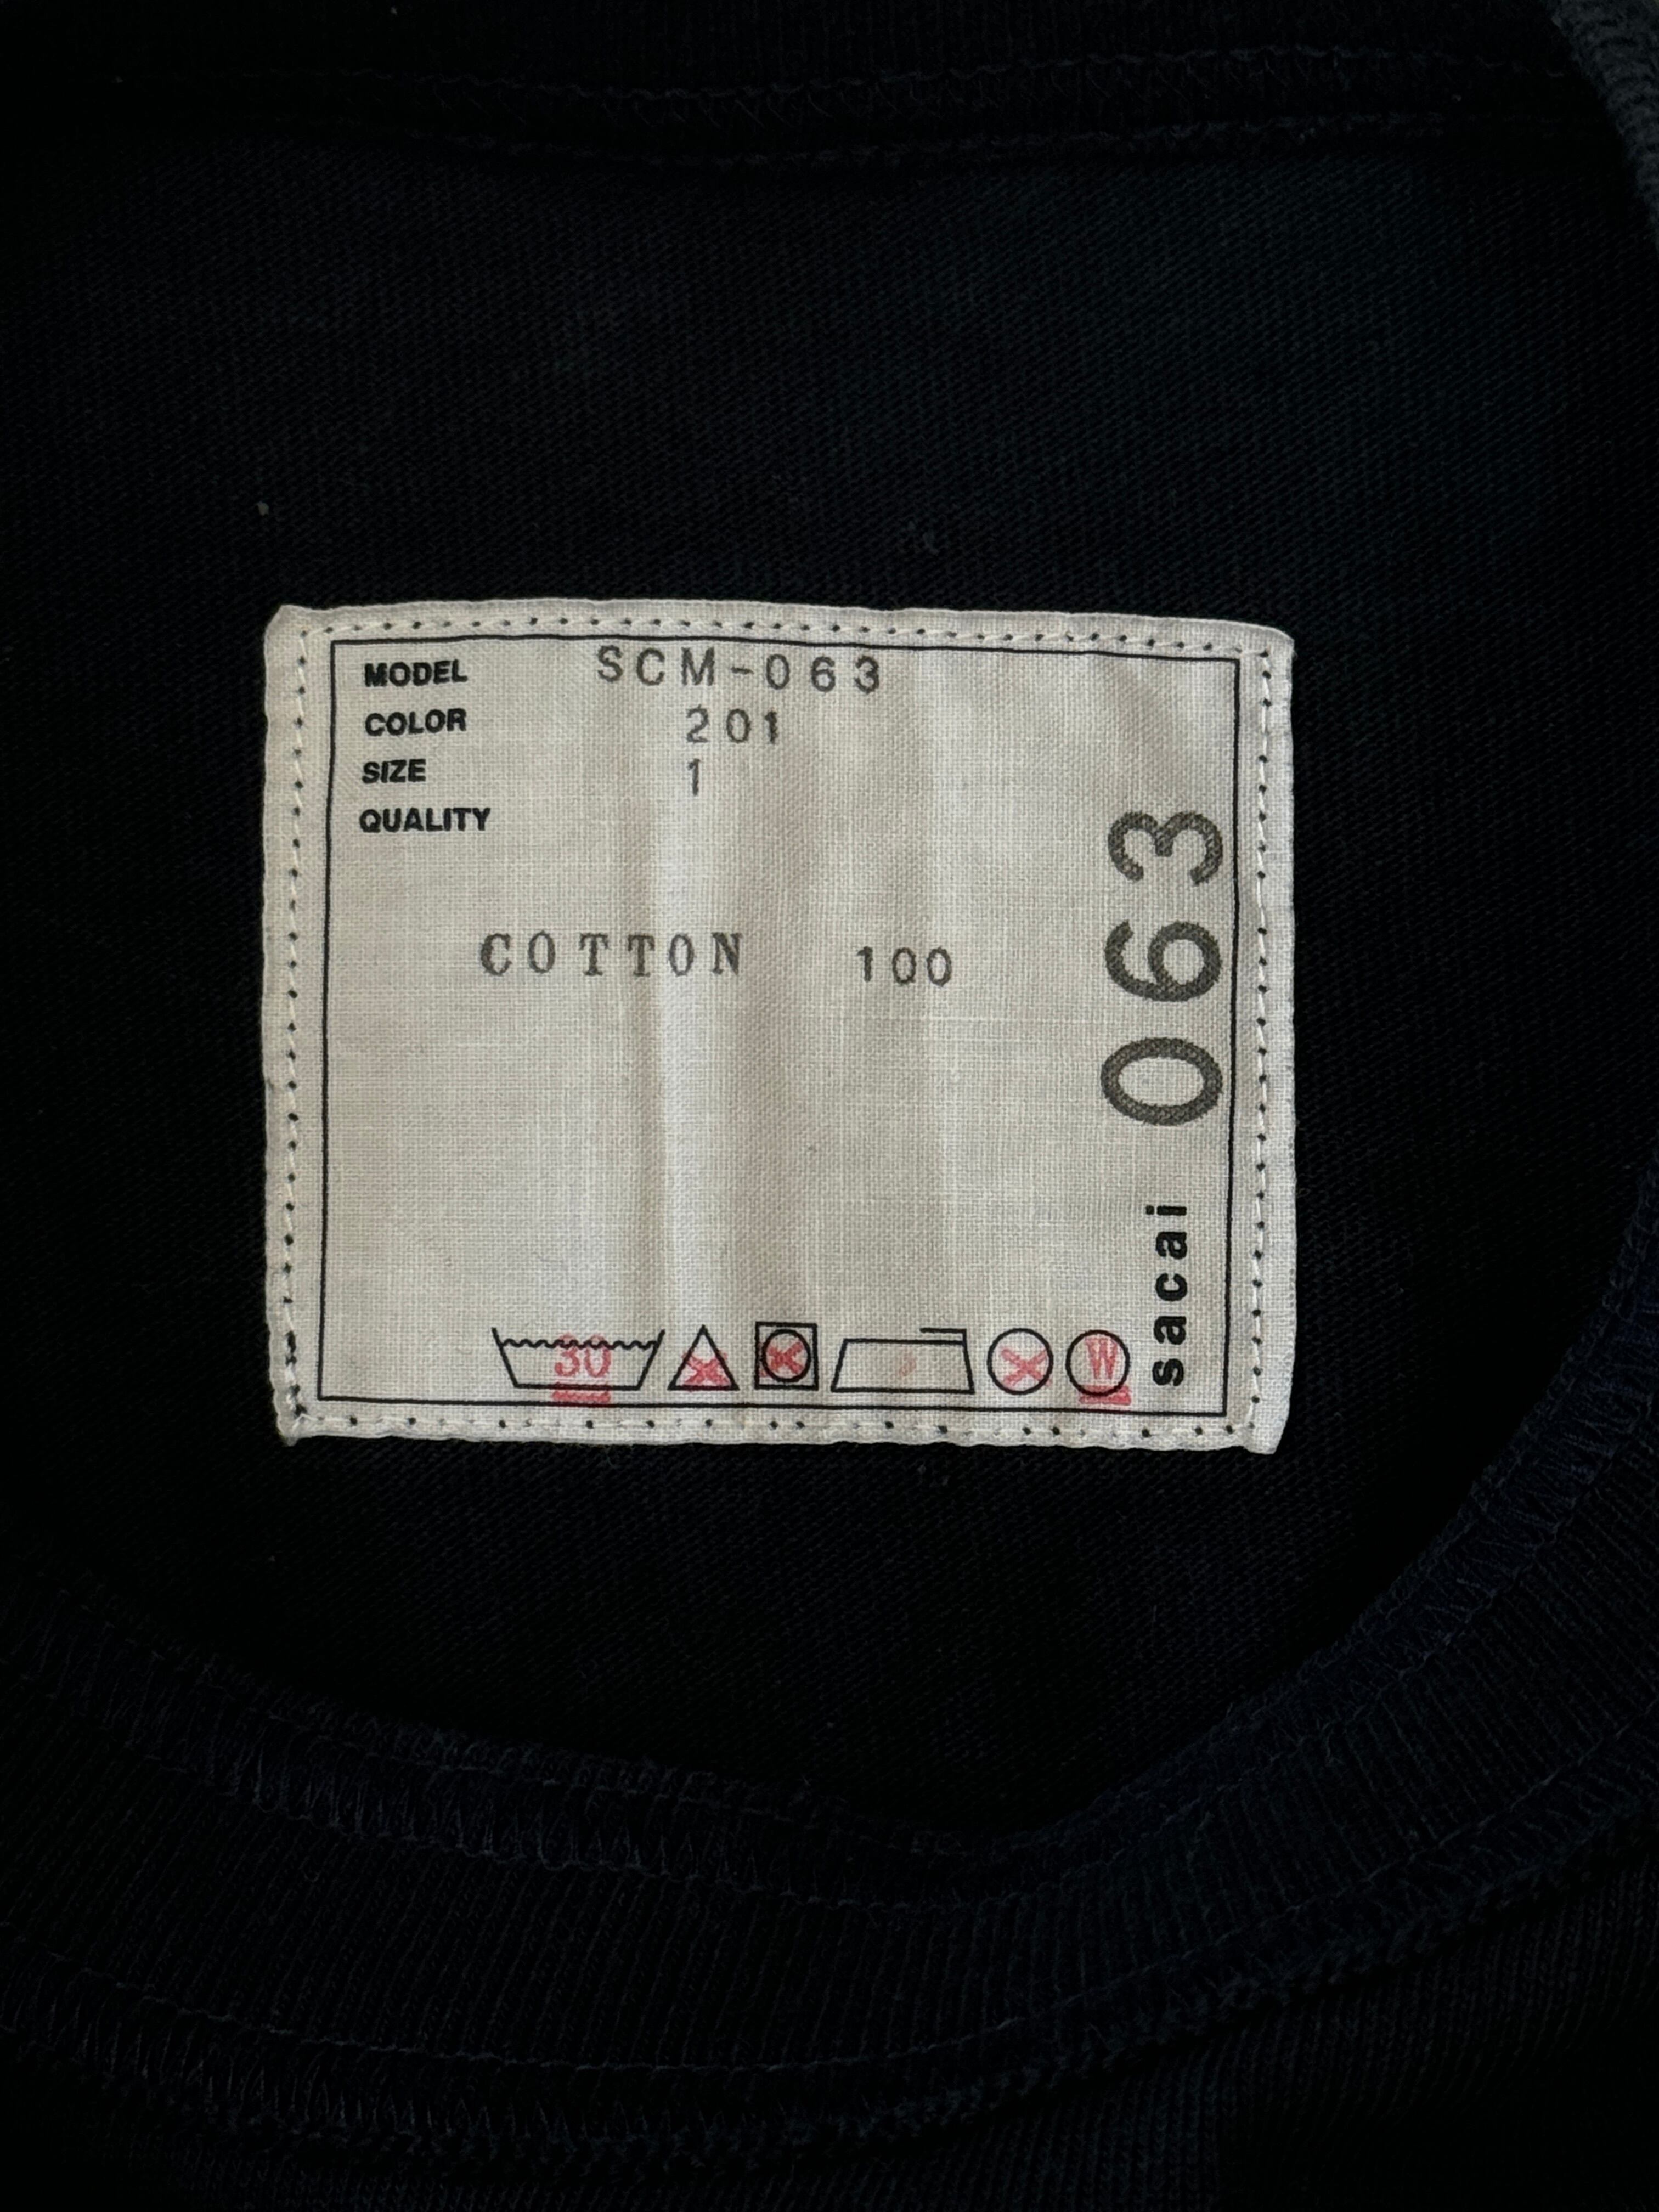 MODEL SCM-063
COLOR 201
SIZE 1
QUALITY
COTTON 100
30
W
sacai 063